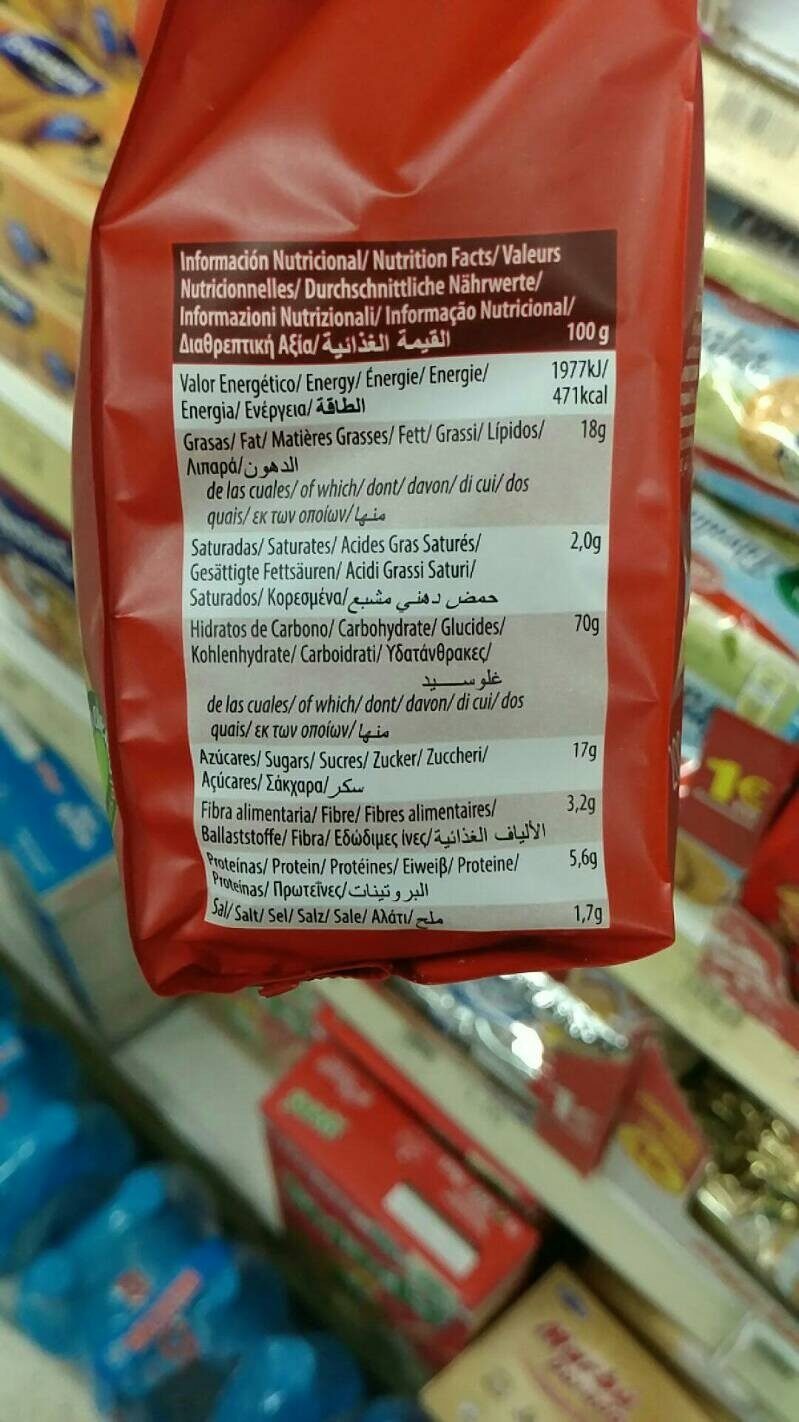 Información Nutricional/ Nutrition Facts/ Valeurs
Nutricionnelles/ Durchschnittliche Nährwerte/
Informazioni Nutrizionali/ Informação Nutricional/
Διαθρεπτική Αξία/ القيمة الغذائية 100 g
Valor Energético/ Energy/ Énergie/ Energie/ 1977kJ/
Energia/ Ενέργεια/ الطاقة 471kcal
Grasas/ Fat/ Matières Grasses/ Fett/ Grassi/ Lípidos/ 18g
Λιπαρά/ الدهون
de las cuales/ of which/ dont/ davon/ di cui/ dos
quais/ εκ των οποίων/ منها
Saturadas/ Saturates/ Acides Gras Saturés/ 2,0g
Gesättigte Fettsäuren/ Acidi Grassi Saturi/
Saturados/ Κορεσμένα/ حمض دهني مشبع
Hidratos de Carbono/ Carbohydrate/ Glucides/ 70g
Kohlenhydrate/ Carboidrati/ Υδατάνθρακες/
غلوسيد
de las cuales/ of which/ dont/ davon/ di cui/ dos
quais/ εκ των οποίων/ منها
Azúcares/ Sugars/ Sucres/ Zucker/ Zuccheri/ 17g
Açúcares/ Σάκχαρα/ سكر
Fibra alimentaria/ Fibre/ Fibres alimentaires/ 3,2g
Ballaststoffe/ Fibra/ Εδώδιμες ίνες/ الألياف الغذائية
Proteínas/ Protein/ Protéines/ Eiweiβ/ Proteine/ 5,6g
Proteinas/ Πρωτεΐνες/ البروتينات
Sal/ Salt/ Sel/ Salz/ Sale/ Αλάτι/ ملح 1,7g
1€